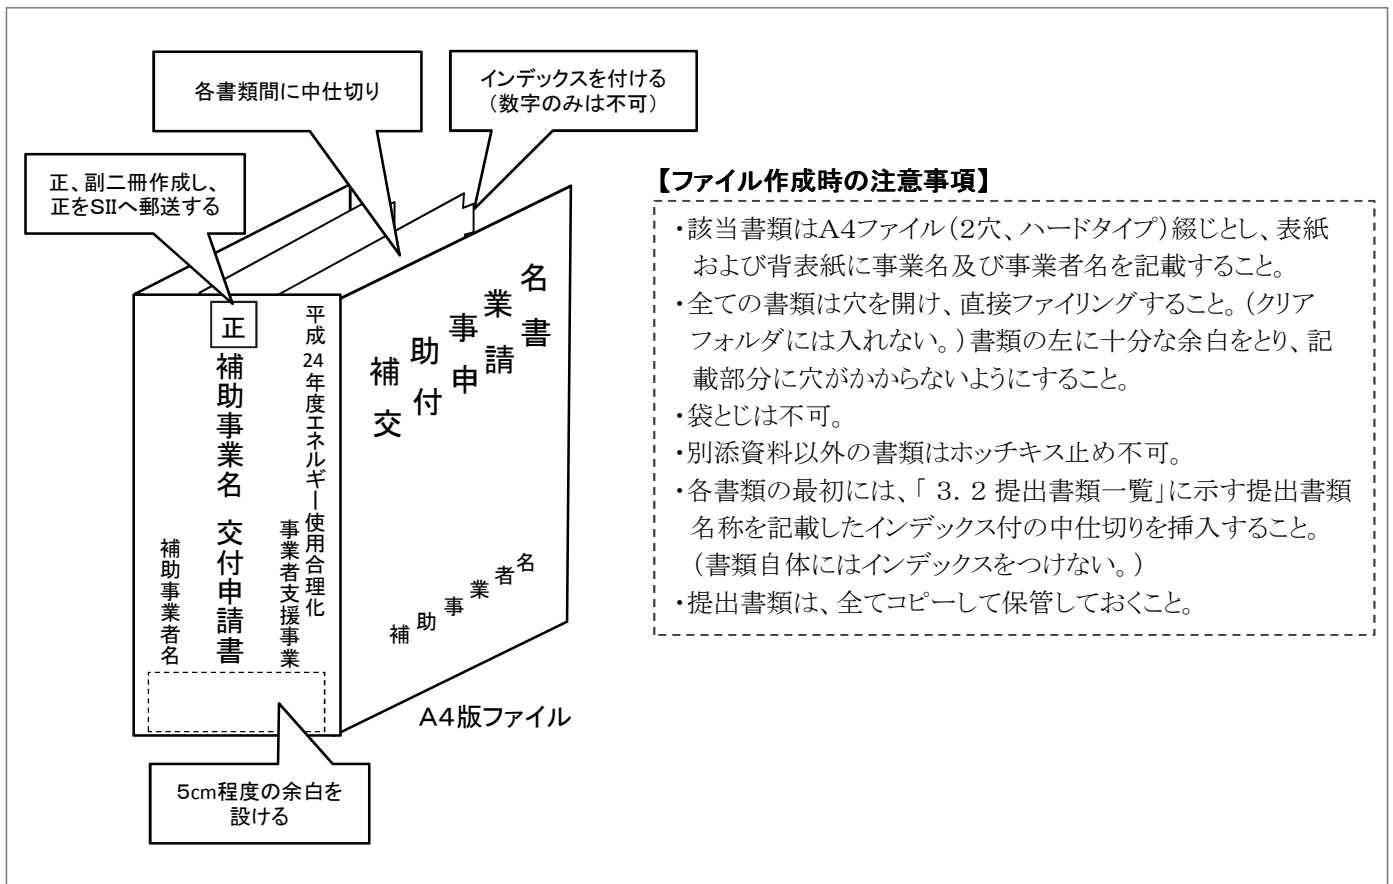 各書類間に中仕切り
インデックスを付ける
（数字のみは不可）
正、副二冊作成し、
正をSIIへ郵送する
正
平成24年度エネルギー使用合理化
事業者支援事業
補助事業名 交付申請書
補助事業者名
補助事業名
交付申請書
補助事業者名
A4版ファイル
5cm程度の余白を
設ける
【ファイル作成時の注意事項】
・該当書類はA4ファイル（2穴、ハードタイプ）綴じとし、表紙
および背表紙に事業名及び事業者名を記載すること。
・全ての書類は穴を開け、直接ファイリングすること。（クリア
フォルダには入れない。）書類の左に十分な余白をとり、記
載部分に穴がかからないようにすること。
・袋とじは不可。
・別添資料以外の書類はホッチキス止め不可。
・各書類の最初には、「 3．2 提出書類一覧」に示す提出書類
名称を記載したインデックス付の中仕切りを挿入すること。
（書類自体にはインデックスをつけない。）
・提出書類は、全てコピーして保管しておくこと。